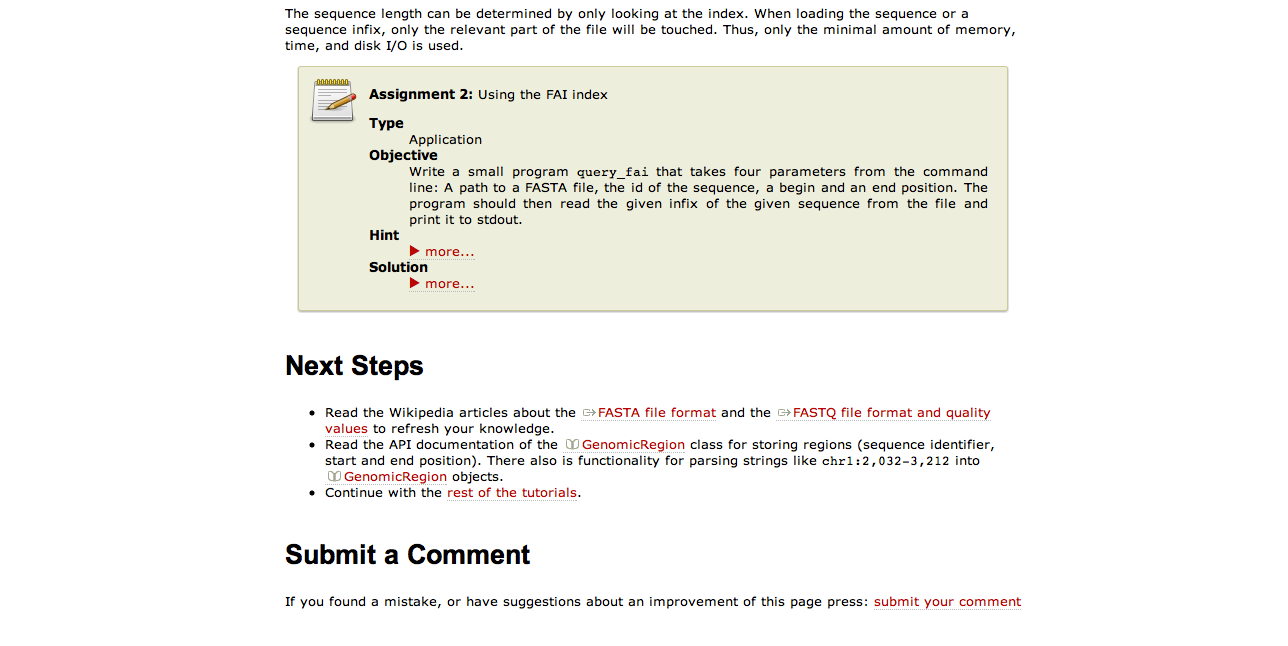 The sequence length can be determined by only looking at the index. When loading the sequence or a
sequence infix, only the relevant part of the file will be touched. Thus, only the minimal amount of memory,
time, and disk I/O is used.
Assignment 2: Using the FAI index
Type
Application
Objective
Write a small program query_fai that takes four parameters from the command
line: A path to a FASTA file, the id of the sequence, a begin and an end position. The
program should then read the given infix of the given sequence from the file and
print it to stdout.
Hint
▶ more...
Solution
▶ more...
Next Steps
• Read the Wikipedia articles about the FASTA file format and the FASTQ file format and quality
values to refresh your knowledge.
• Read the API documentation of the GenomicRegion class for storing regions (sequence identifier,
start and end position). There also is functionality for parsing strings like chr1:2,032-3,212 into
GenomicRegion objects.
• Continue with the rest of the tutorials.
Submit a Comment
If you found a mistake, or have suggestions about an improvement of this page press: submit your comment